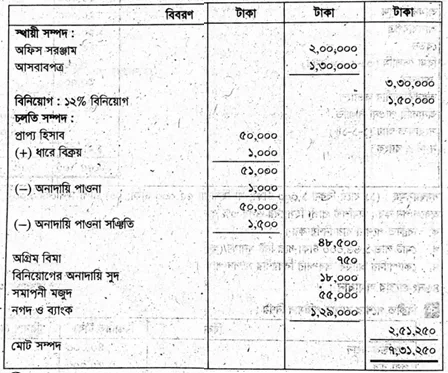 বিবরণ টাকা টাকা টাকা
স্থায়ী সম্পদ :
অফিস সরঞ্জাম ২,০০,০০০
আসবাবপত্র ১,৩০,০০০
৩,৩০,০০০
বিনিয়োগ : ১২% বিনিয়োগ ১,৫০,০০০
চলতি সম্পদ :
প্রাপ্য হিসাব ৫০,০০০
(+) ধারে বিক্রয় ১,০০০
৫১,০০০
(–) অনাদায়ি পাওনা ১,০০০
৫০,০০০
(–) অনাদায়ি পাওনা সঞ্চিতি ১,৫০০
৪৮,৫০০
অগ্রিম বিমা ৭৫০
বিনিয়োগের অনাদায়ি সুদ ১৮,০০০
সমাপনী মজুদ ৫৫,০০০
নগদ ও ব্যাংক ১,২৯,০০০
২,৫১,২৫০
মোট সম্পদ ৭,৩১,২৫০